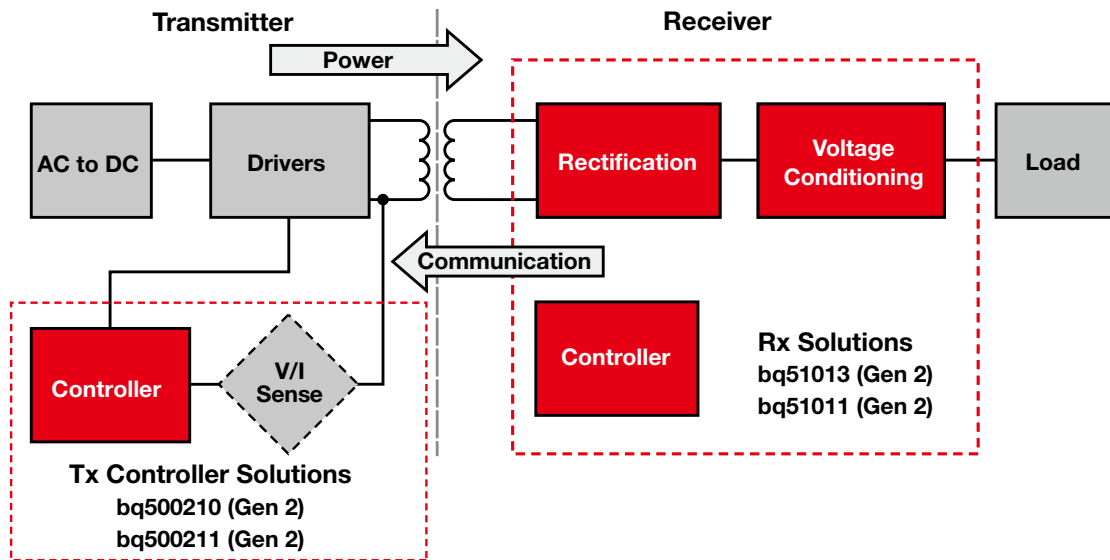 Transmitter
Receiver
Power
AC to DC
Drivers
Rectification
Voltage
Conditioning
Load
Communication
Controller
V/I
Sense
Controller
Rx Solutions
bq51013 (Gen 2)
bq51011 (Gen 2)
Tx Controller Solutions
bq500210 (Gen 2)
bq500211 (Gen 2)